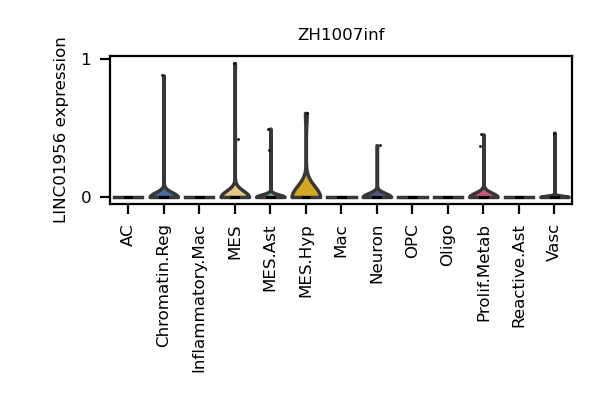 ZH1007inf
LINC01956 expression
1
0
AC
Chromatin.Reg
Inflammatory.Mac
MES
MES.Ast
MES.Hyp
Mac
Neuron
OPC
Oligo
Prolif.Metab
Reactive.Ast
Vasc